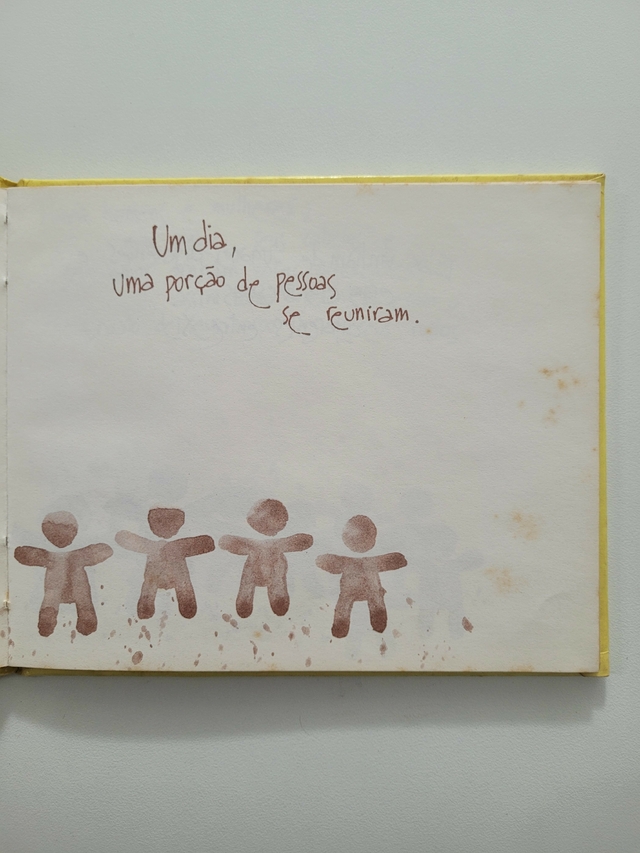 Um dia,
uma porção de pessoas
se reuniram.